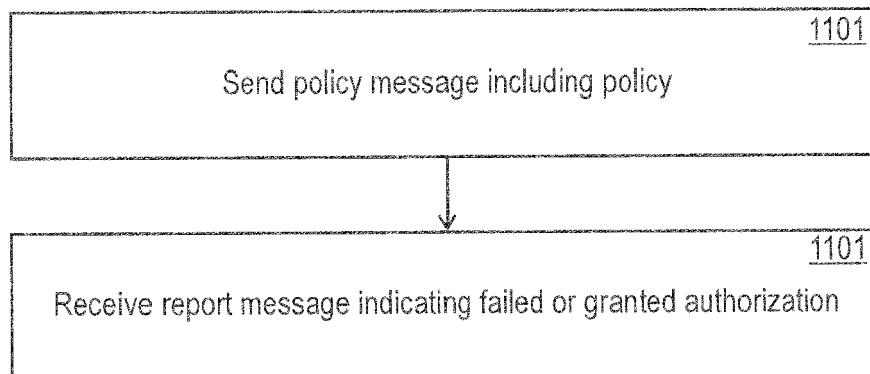 1101
Send policy message including policy
1101
Receive report message indicating failed or granted authorization